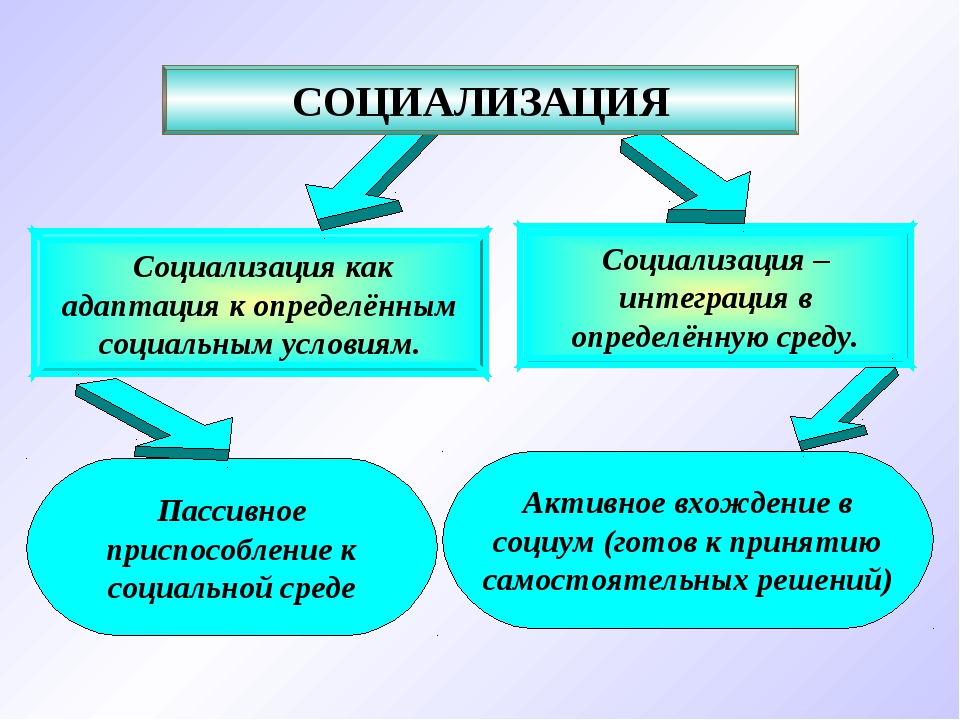 СОЦИАЛИЗАЦИЯ
Социализация как
адаптация к определённым
социальным условиям.
Социализация –
интеграция в
определённую среду.
Пассивное
приспособление к
социальной среде
Активное вхождение в
социум (готов к принятию
самостоятельных решений)